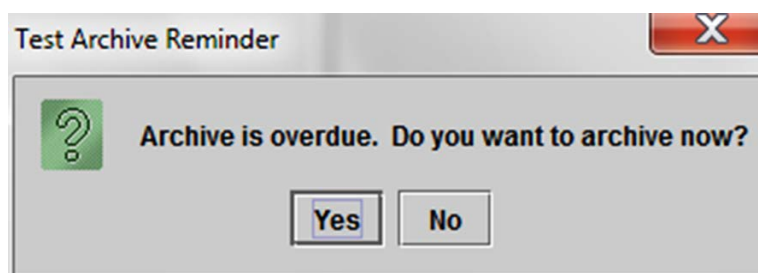 Test Archive Reminder
Archive is overdue.  Do you want to archive now?
Yes No